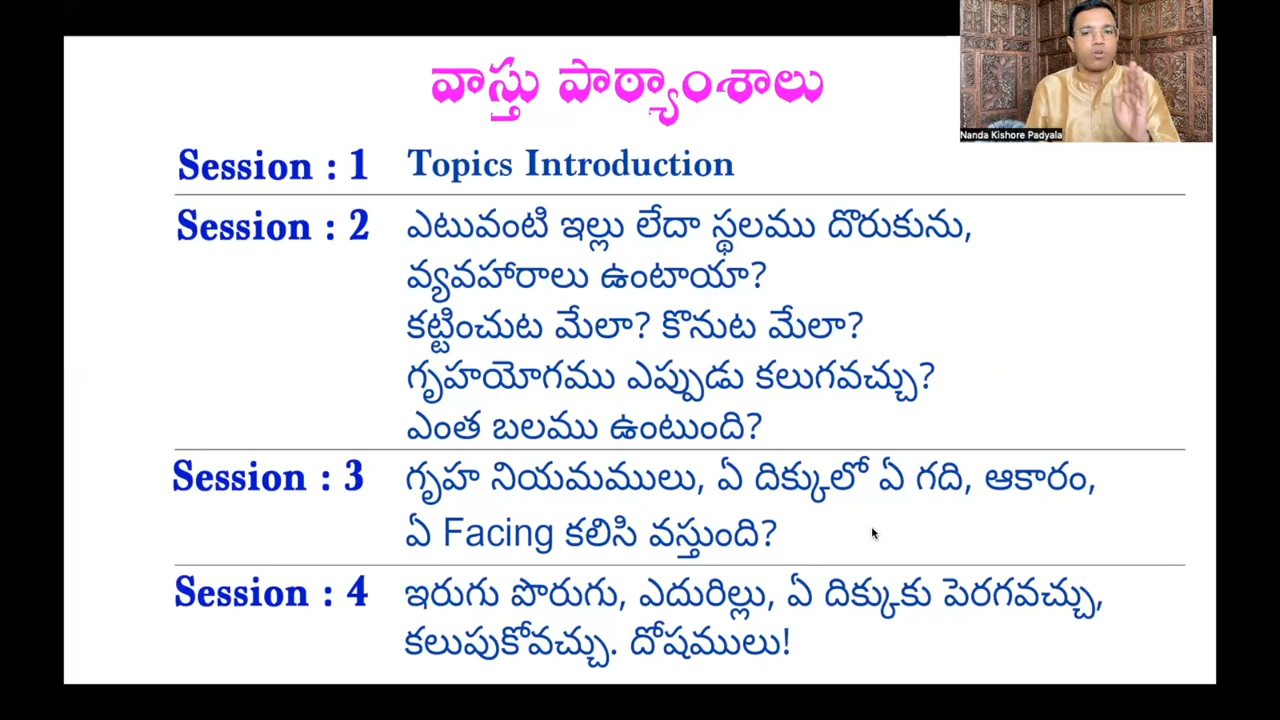 వాస్తు పాఠ్యాంశాలు
Nanda Kishore Padyala
Session : 1 Topics Introduction
Session : 2 ఎటువంటి ఇల్లు లేదా స్థలము దొరుకును,
వ్యవహారాలు ఉంటాయా?
కట్టించుట మేలా? కొనుట మేలా?
గృహయోగము ఎప్పుడు కలుగవచ్చు?
ఎంత బలము ఉంటుంది?
Session : 3 గృహ నియమములు, ఏ దిక్కులో ఏ గది, ఆకారం,
ఏ Facing కలిసి వస్తుంది?
Session : 4 ఇరుగు పొరుగు, ఎదురిల్లు, ఏ దిక్కుకు పెరగవచ్చు,
కలుపుకోవచ్చు. దోషములు!